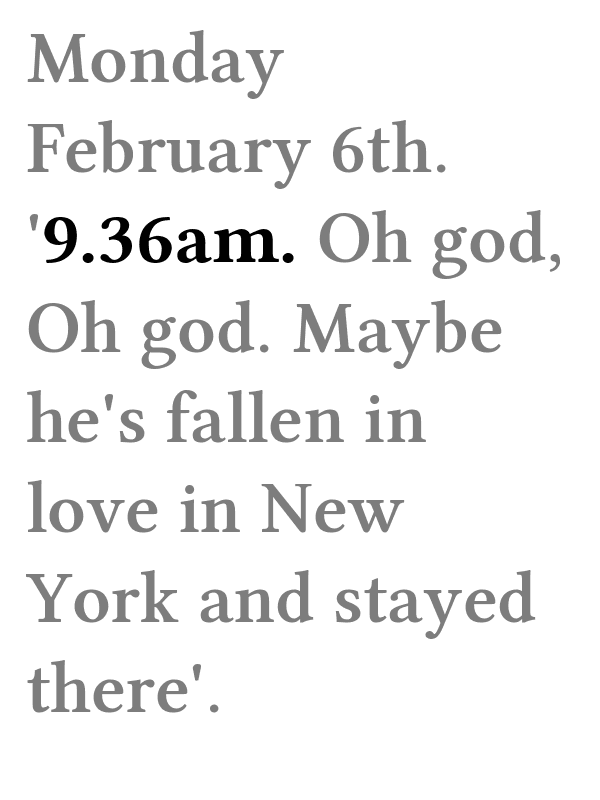 Monday
February 6th.
'9.36am. Oh god,
Oh god. Maybe
he's fallen in
love in New
York and stayed
there'.